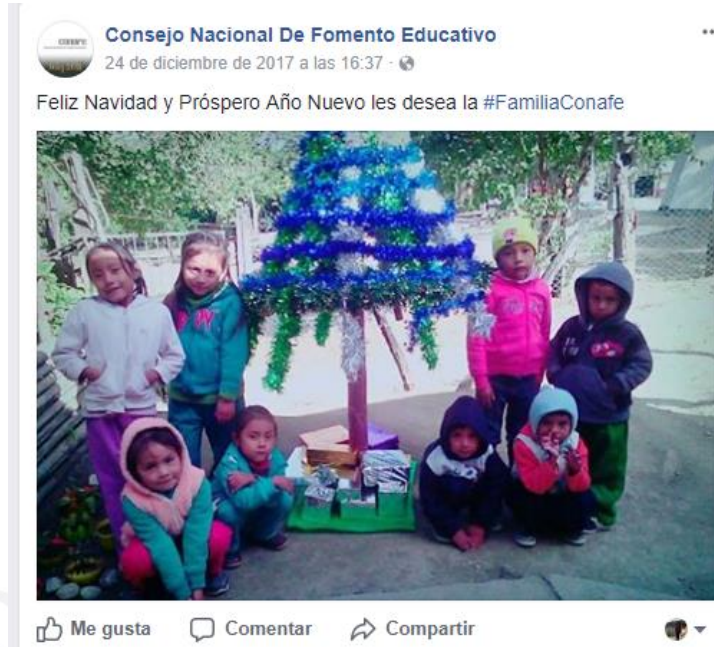 Consejo Nacional De Fomento Educativo
24 de diciembre de 2017 a las 16:37 ·
Feliz Navidad y Próspero Año Nuevo les desea la #FamiliaConafe
Me gusta Comentar Compartir